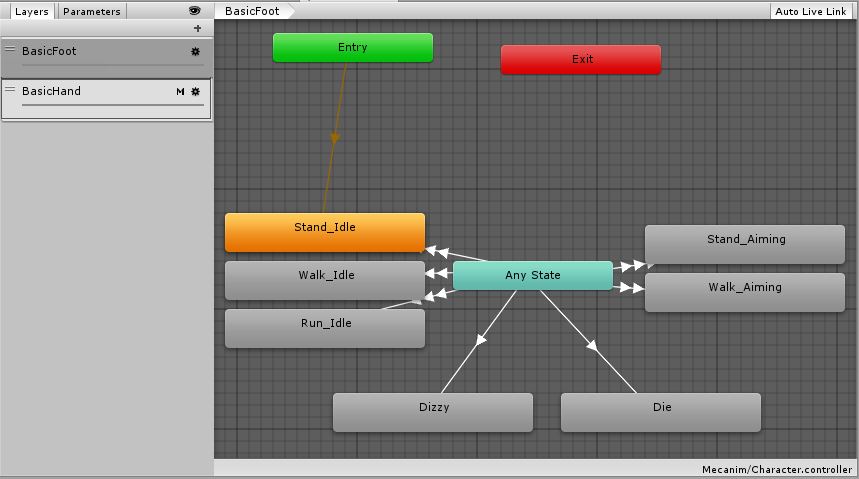 Layers Parameters
BasicFoot
Auto Live Link
BasicFoot
BasicHand M
Entry
Exit
Stand_Idle
Walk_Idle
Run_Idle
Any State
Stand_Aiming
Walk_Aiming
Dizzy
Die
Mecanim/Character.controller